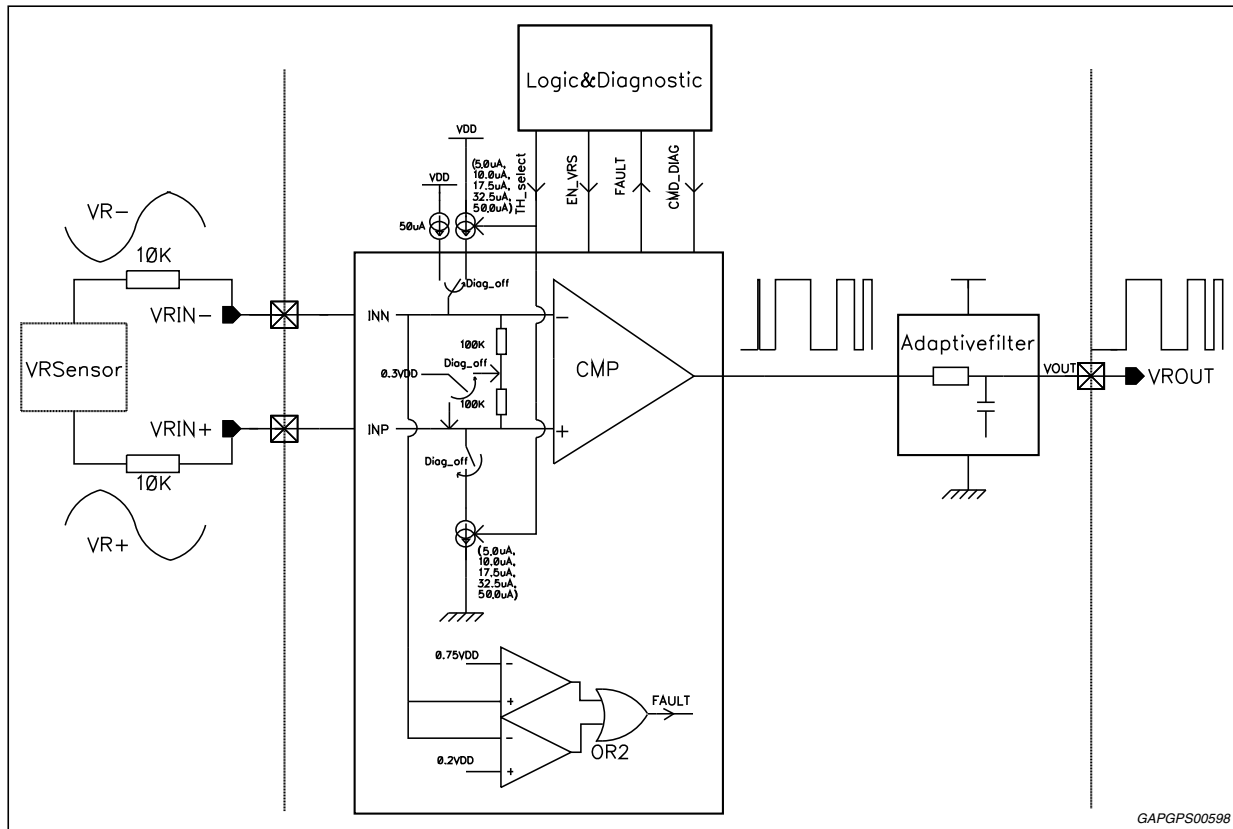 Logic&Diagnostic
VDD
VDD
(5.0uA,
10.0uA,
17.5uA,
32.5uA,
50.0uA)
TH_select
EN_VRS
FAULT
CMD_DIAG
50uA
VR-
10K
VRIN-
INN
Diag_off
VRSensor
100K
Diag_off
0.3VDD
100K
CMP
Adaptivefilter
VOUT
VROUT
VRIN+
INP
Diag_off
10K
VR+
(5.0uA,
10.0uA,
17.5uA,
32.5uA,
50.0uA)
0.75VDD
-
+
-
+
-
+
0.2VDD
FAULT
OR2
GAPGPS00598